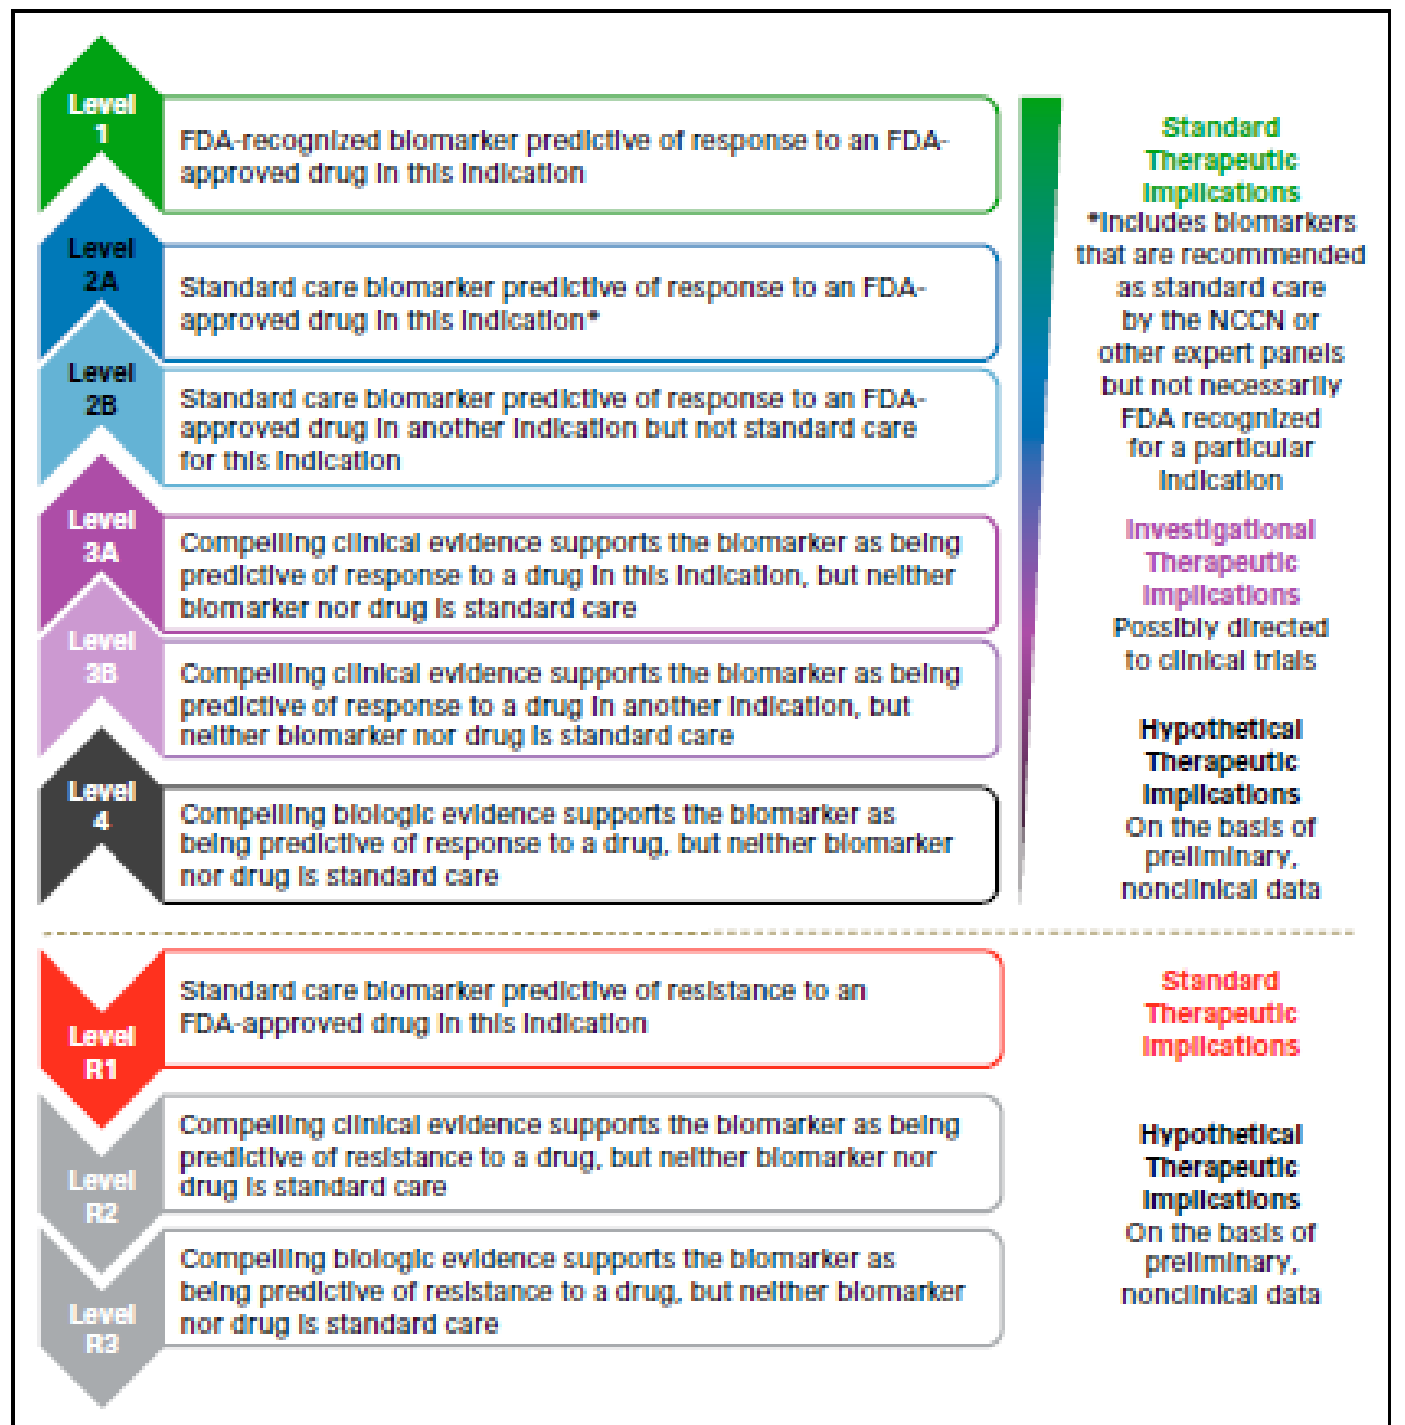 Level
1
FDA-recognized biomarker predictive of response to an FDA-
approved drug in this indication
Level
2A
Standard care biomarker predictive of response to an FDA-
approved drug in this indication*
Level
2B
Standard care biomarker predictive of response to an FDA-
approved drug in another indication but not standard care
for this indication
Level
3A
Compelling clinical evidence supports the biomarker as being
predictive of response to a drug in this indication, but neither
biomarker nor drug is standard care
Level
3B
Compelling clinical evidence supports the biomarker as being
predictive of response to a drug in another indication, but
neither biomarker nor drug is standard care
Level
4
Compelling biologic evidence supports the biomarker as
being predictive of response to a drug, but neither biomarker
nor drug is standard care
Standard
Therapeutic
Implications
*Includes biomarkers
that are recommended
as standard care
by the NCCN or
other expert panels
but not necessarily
FDA recognized
for a particular
indication
Investigational
Therapeutic
Implications
Possibly directed
to clinical trials
Hypothetical
Therapeutic
Implications
On the basis of
preliminary,
nonclinical data
Level
R1
Standard care biomarker predictive of resistance to an
FDA-approved drug in this indication
Standard
Therapeutic
Implications
Level
R2
Compelling clinical evidence supports the biomarker as being
predictive of resistance to a drug, but neither biomarker nor
drug is standard care
Level
R3
Compelling biologic evidence supports the biomarker as
being predictive of resistance to a drug, but neither biomarker
nor drug is standard care
Hypothetical
Therapeutic
Implications
On the basis of
preliminary,
nonclinical data